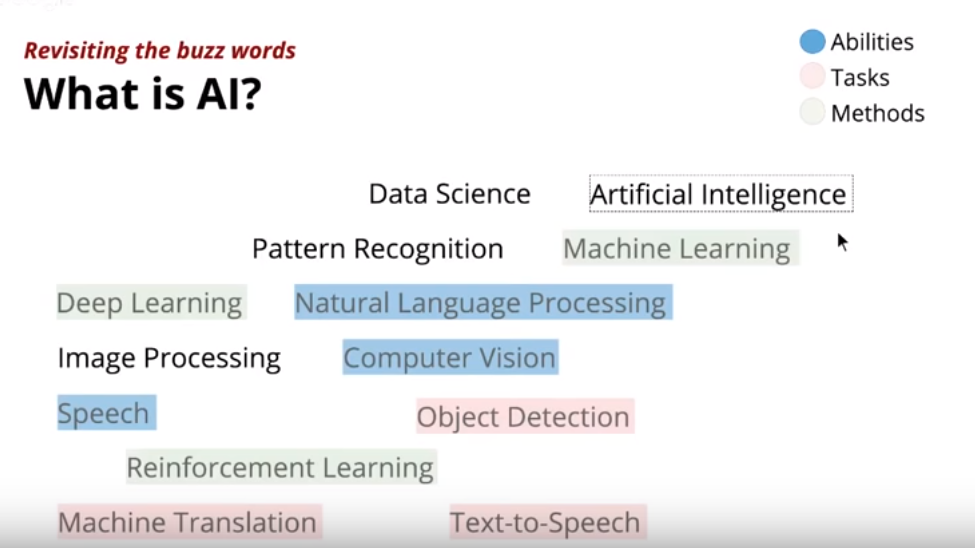 Revisiting the buzz words
What is AI?
Abilities
Tasks
Methods
Data Science Artificial Intelligence
Pattern Recognition Machine Learning
Deep Learning Natural Language Processing
Image Processing Computer Vision
Speech Object Detection
Reinforcement Learning
Machine Translation Text-to-Speech